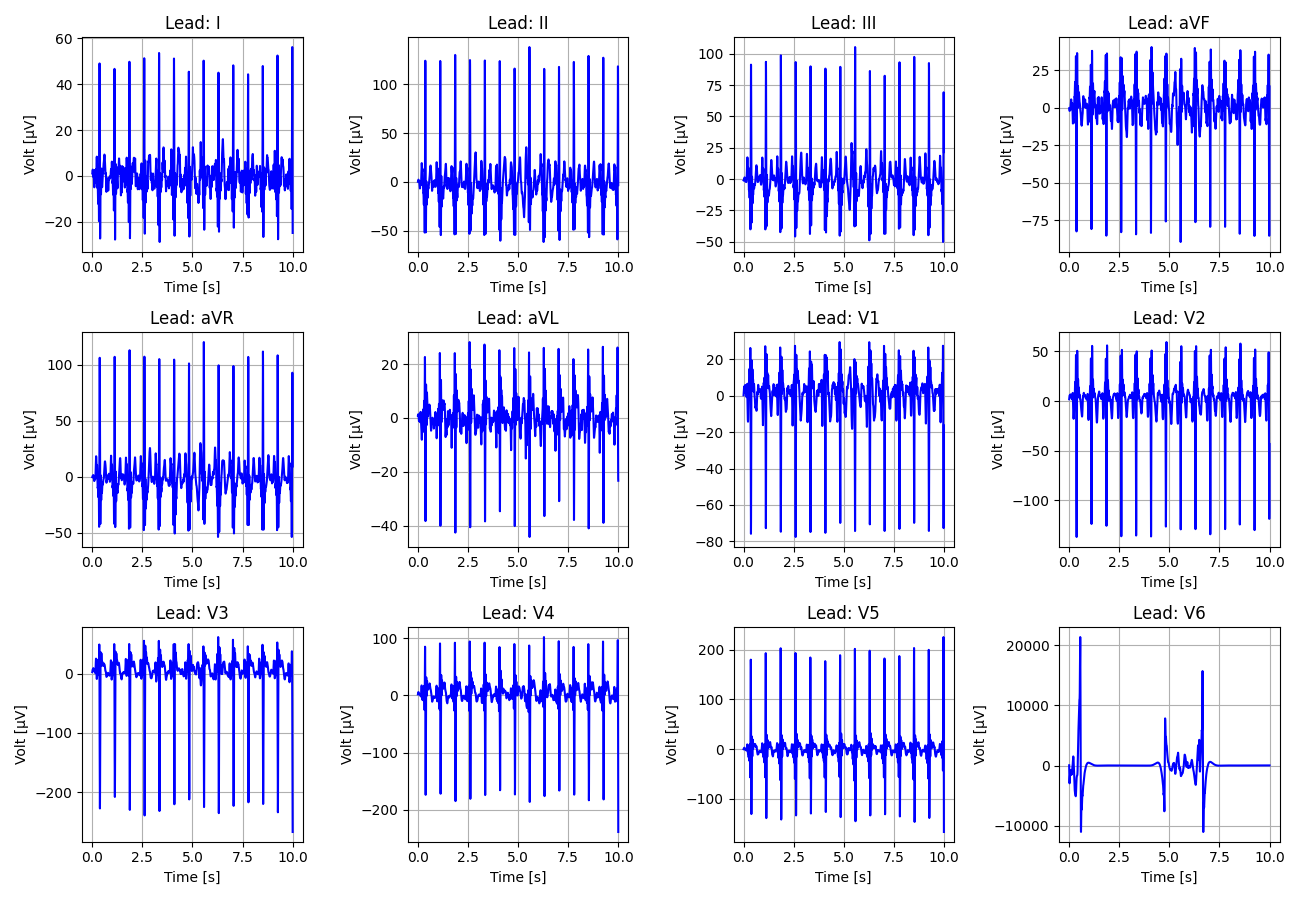 Lead: I
Volt [µV]
60
40
20
0
−20
0.0 2.5 5.0 7.5 10.0
Time [s]
Lead: II
Volt [µV]
100
50
0
−50
0.0 2.5 5.0 7.5 10.0
Time [s]
Lead: III
Volt [µV]
100
75
50
25
0
−25
−50
0.0 2.5 5.0 7.5 10.0
Time [s]
Lead: aVF
Volt [µV]
25
0
−25
−50
−75
0.0 2.5 5.0 7.5 10.0
Time [s]
Lead: aVR
Volt [µV]
100
50
0
−50
0.0 2.5 5.0 7.5 10.0
Time [s]
Lead: aVL
Volt [µV]
20
0
−20
−40
0.0 2.5 5.0 7.5 10.0
Time [s]
Lead: V1
Volt [µV]
20
0
−20
−40
−60
−80
0.0 2.5 5.0 7.5 10.0
Time [s]
Lead: V2
Volt [µV]
50
0
−50
−100
0.0 2.5 5.0 7.5 10.0
Time [s]
Lead: V3
Volt [µV]
0
−100
−200
0.0 2.5 5.0 7.5 10.0
Time [s]
Lead: V4
Volt [µV]
100
0
−100
−200
0.0 2.5 5.0 7.5 10.0
Time [s]
Lead: V5
Volt [µV]
200
100
0
−100
0.0 2.5 5.0 7.5 10.0
Time [s]
Lead: V6
Volt [µV]
20000
10000
0
−10000
0.0 2.5 5.0 7.5 10.0
Time [s]